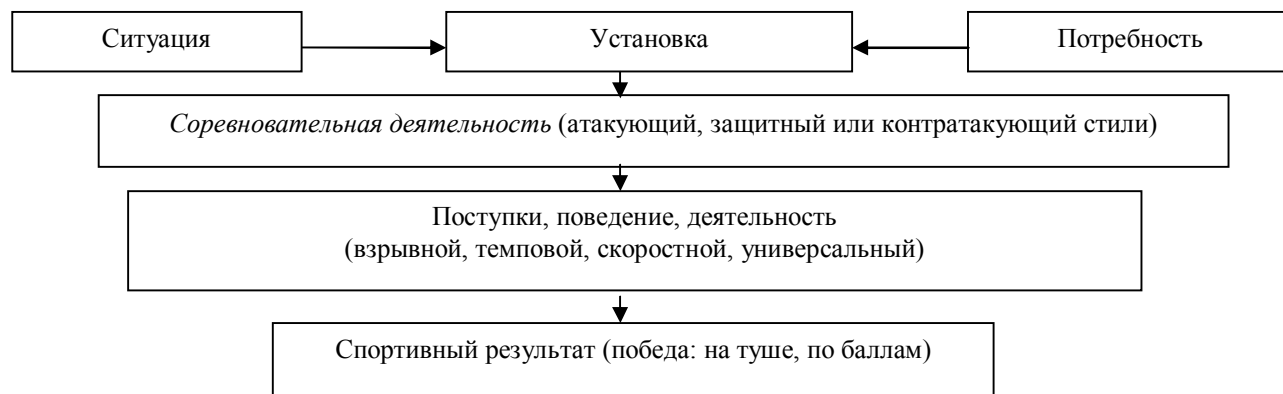 Ситуация
Установка
Потребность
Соревновательная деятельность (атакующий, защитный или контратакующий стили)
Поступки, поведение, деятельность
(взрывной, темповой, скоростной, универсальный)
Спортивный результат (победа: на туше, по баллам)